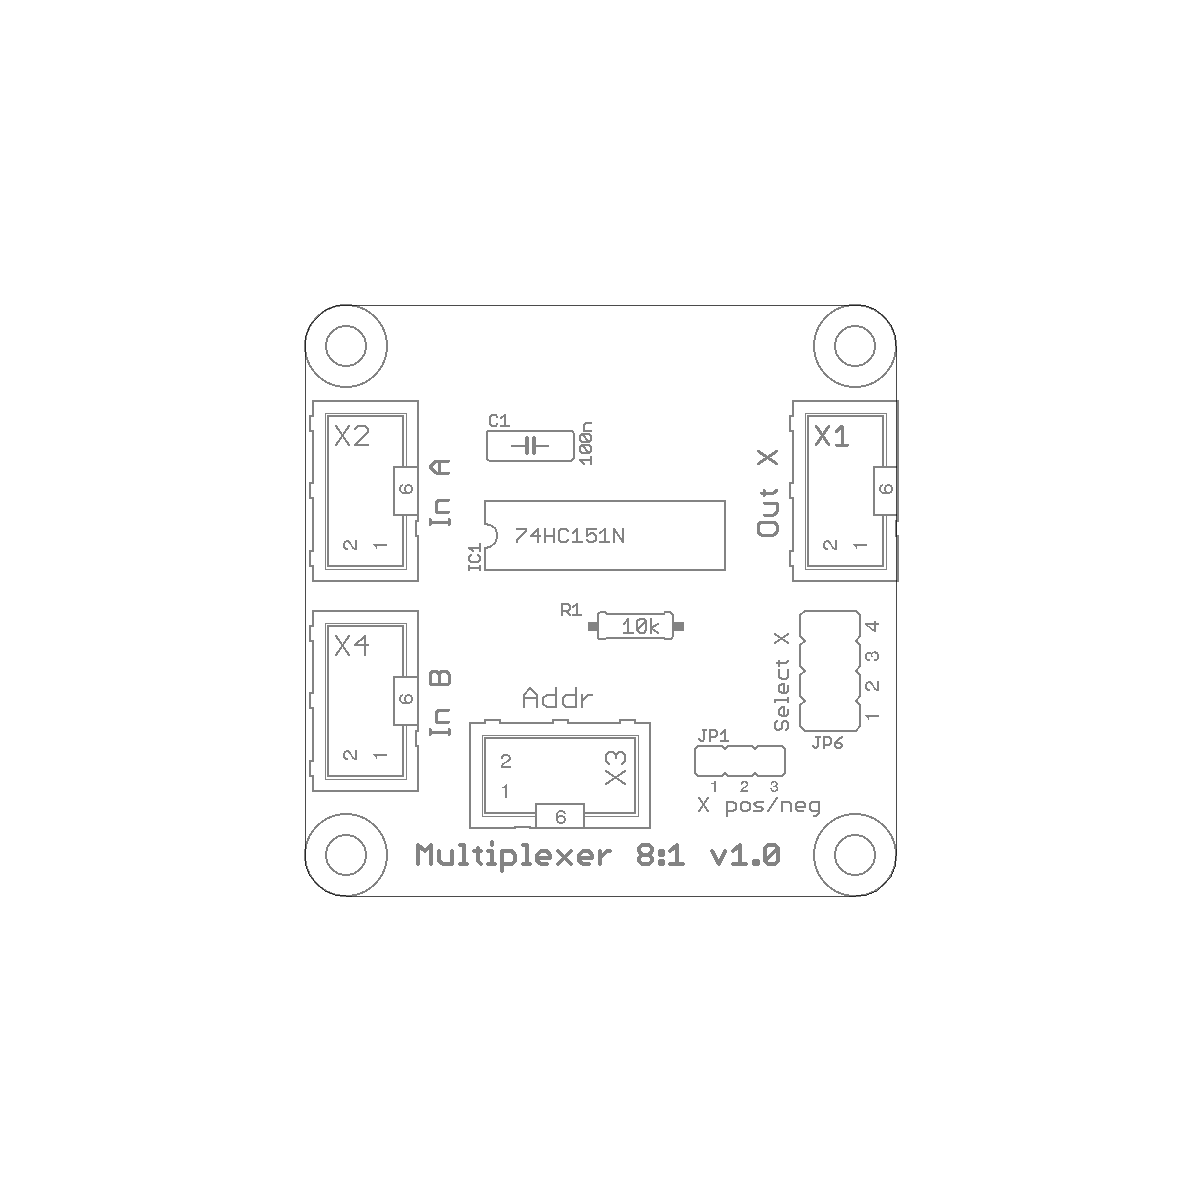 X2
6
2 1
In A
C1
100n
IC1
74HC151N
Out X
X1
6
2 1
R1
10k
X4
6
2 1
In B
Addr
2
1
X3
6
Select X
4
3
2
1
JP6
JP1
1 2 3
X pos/neg
Multiplexer 8:1 v1.0